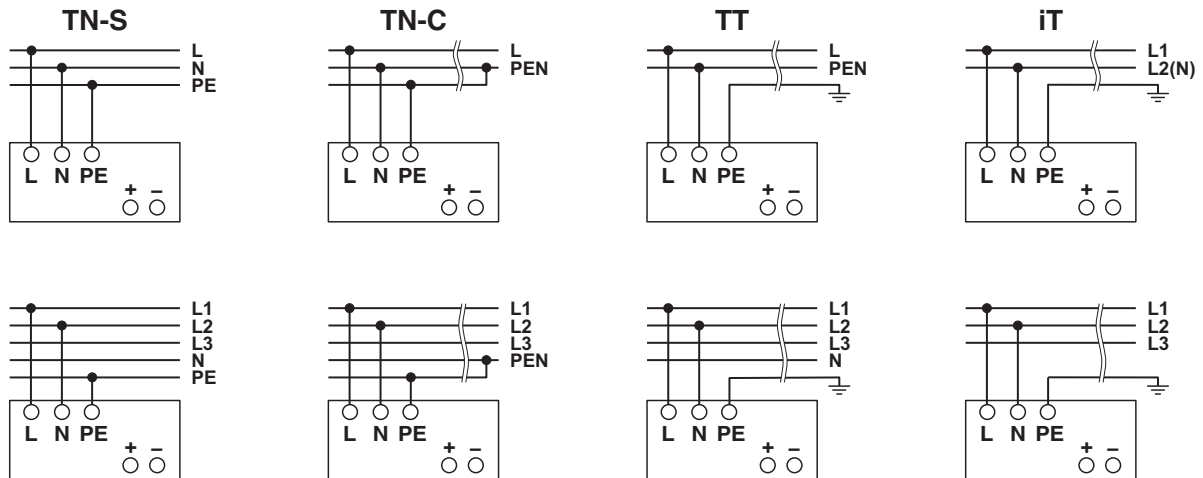 TN-S TN-C TT iT
L L L L1
N PEN PEN L2(N)
PE
L N PE L N PE L N PE L N PE
+ – + – + – + –
L1 L1 L1 L1
L2 L2 L2 L2
L3 L3 L3 L3
N PEN N
PE
L N PE L N PE L N PE L N PE
+ – + – + – + –